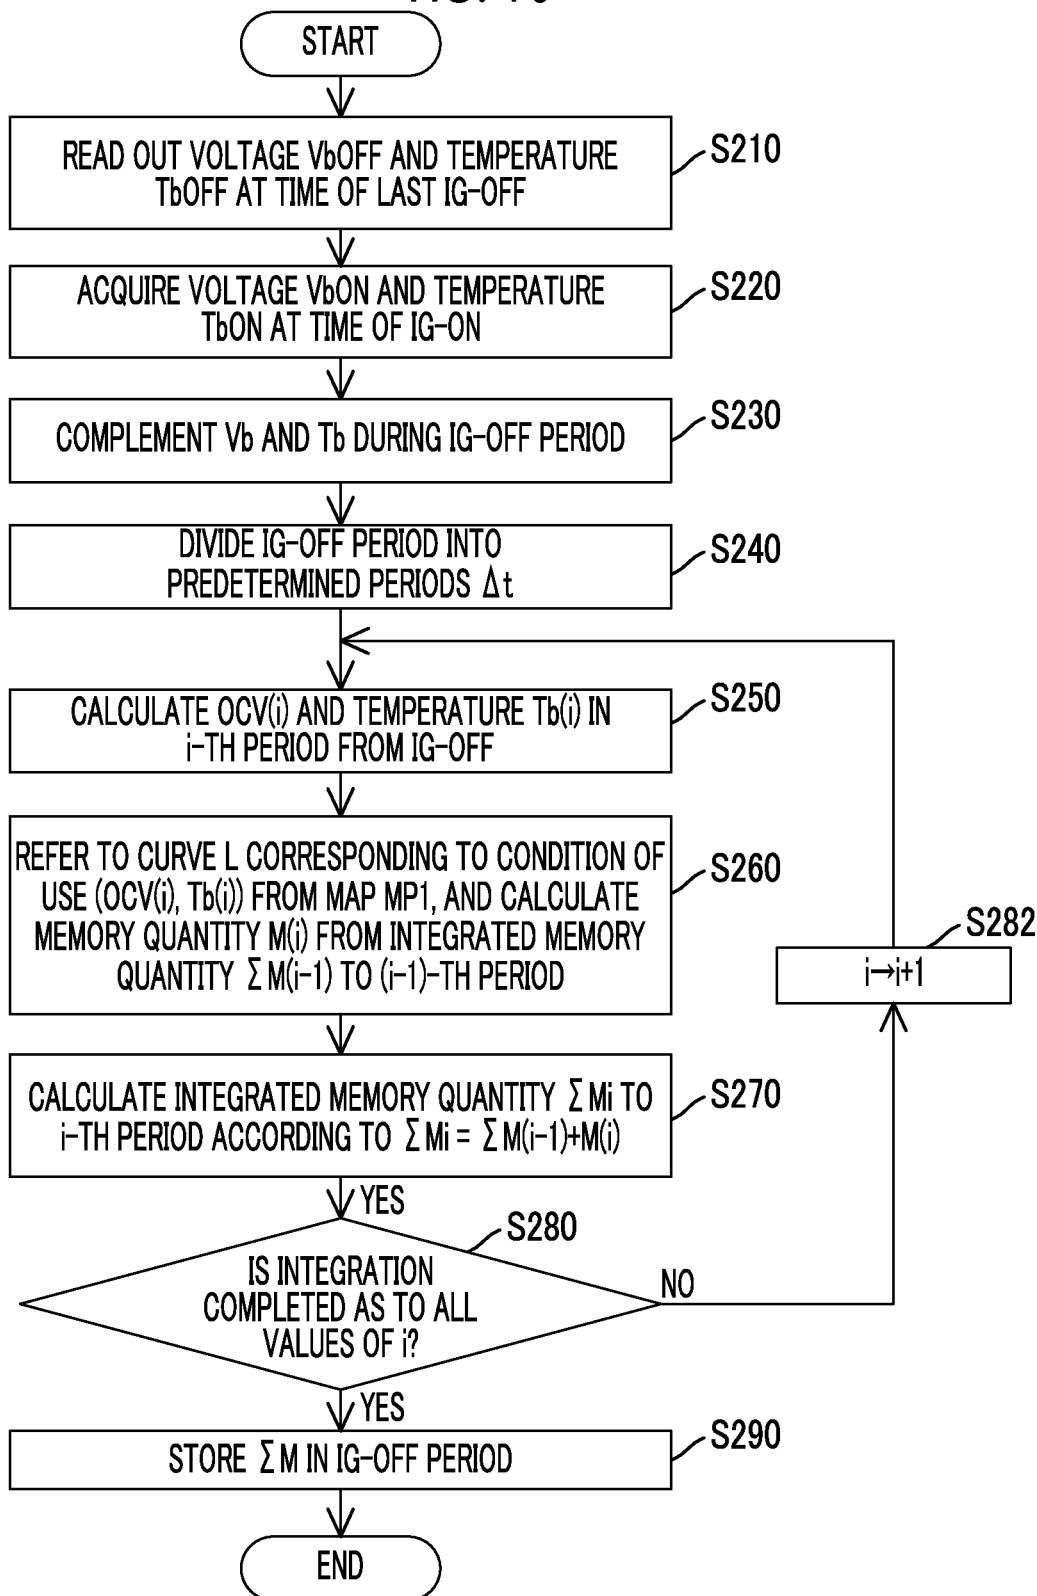 START
READ OUT VOLTAGE VbOFF AND TEMPERATURE
TbOFF AT TIME OF LAST IG-OFF
S210
ACQUIRE VOLTAGE VbON AND TEMPERATURE
TbON AT TIME OF IG-ON
S220
COMPLEMENT Vb AND Tb DURING IG-OFF PERIOD
S230
DIVIDE IG-OFF PERIOD INTO
PREDETERMINED PERIODS Δt
S240
CALCULATE OCV(i) AND TEMPERATURE Tb(i) IN
i-TH PERIOD FROM IG-OFF
S250
REFER TO CURVE L CORRESPONDING TO CONDITION OF
USE (OCV(i), Tb(i)) FROM MAP MP1, AND CALCULATE
MEMORY QUANTITY M(i) FROM INTEGRATED MEMORY
QUANTITY ΣM(i-1) TO (i-1)-TH PERIOD
S260
S282
i→i+1
CALCULATE INTEGRATED MEMORY QUANTITY ΣMi TO
i-TH PERIOD ACCORDING TO ΣMi = ΣM(i-1)+M(i)
S270
YES
S280
IS INTEGRATION
COMPLETED AS TO ALL
VALUES OF i?
NO
YES
STORE ΣM IN IG-OFF PERIOD
S290
END